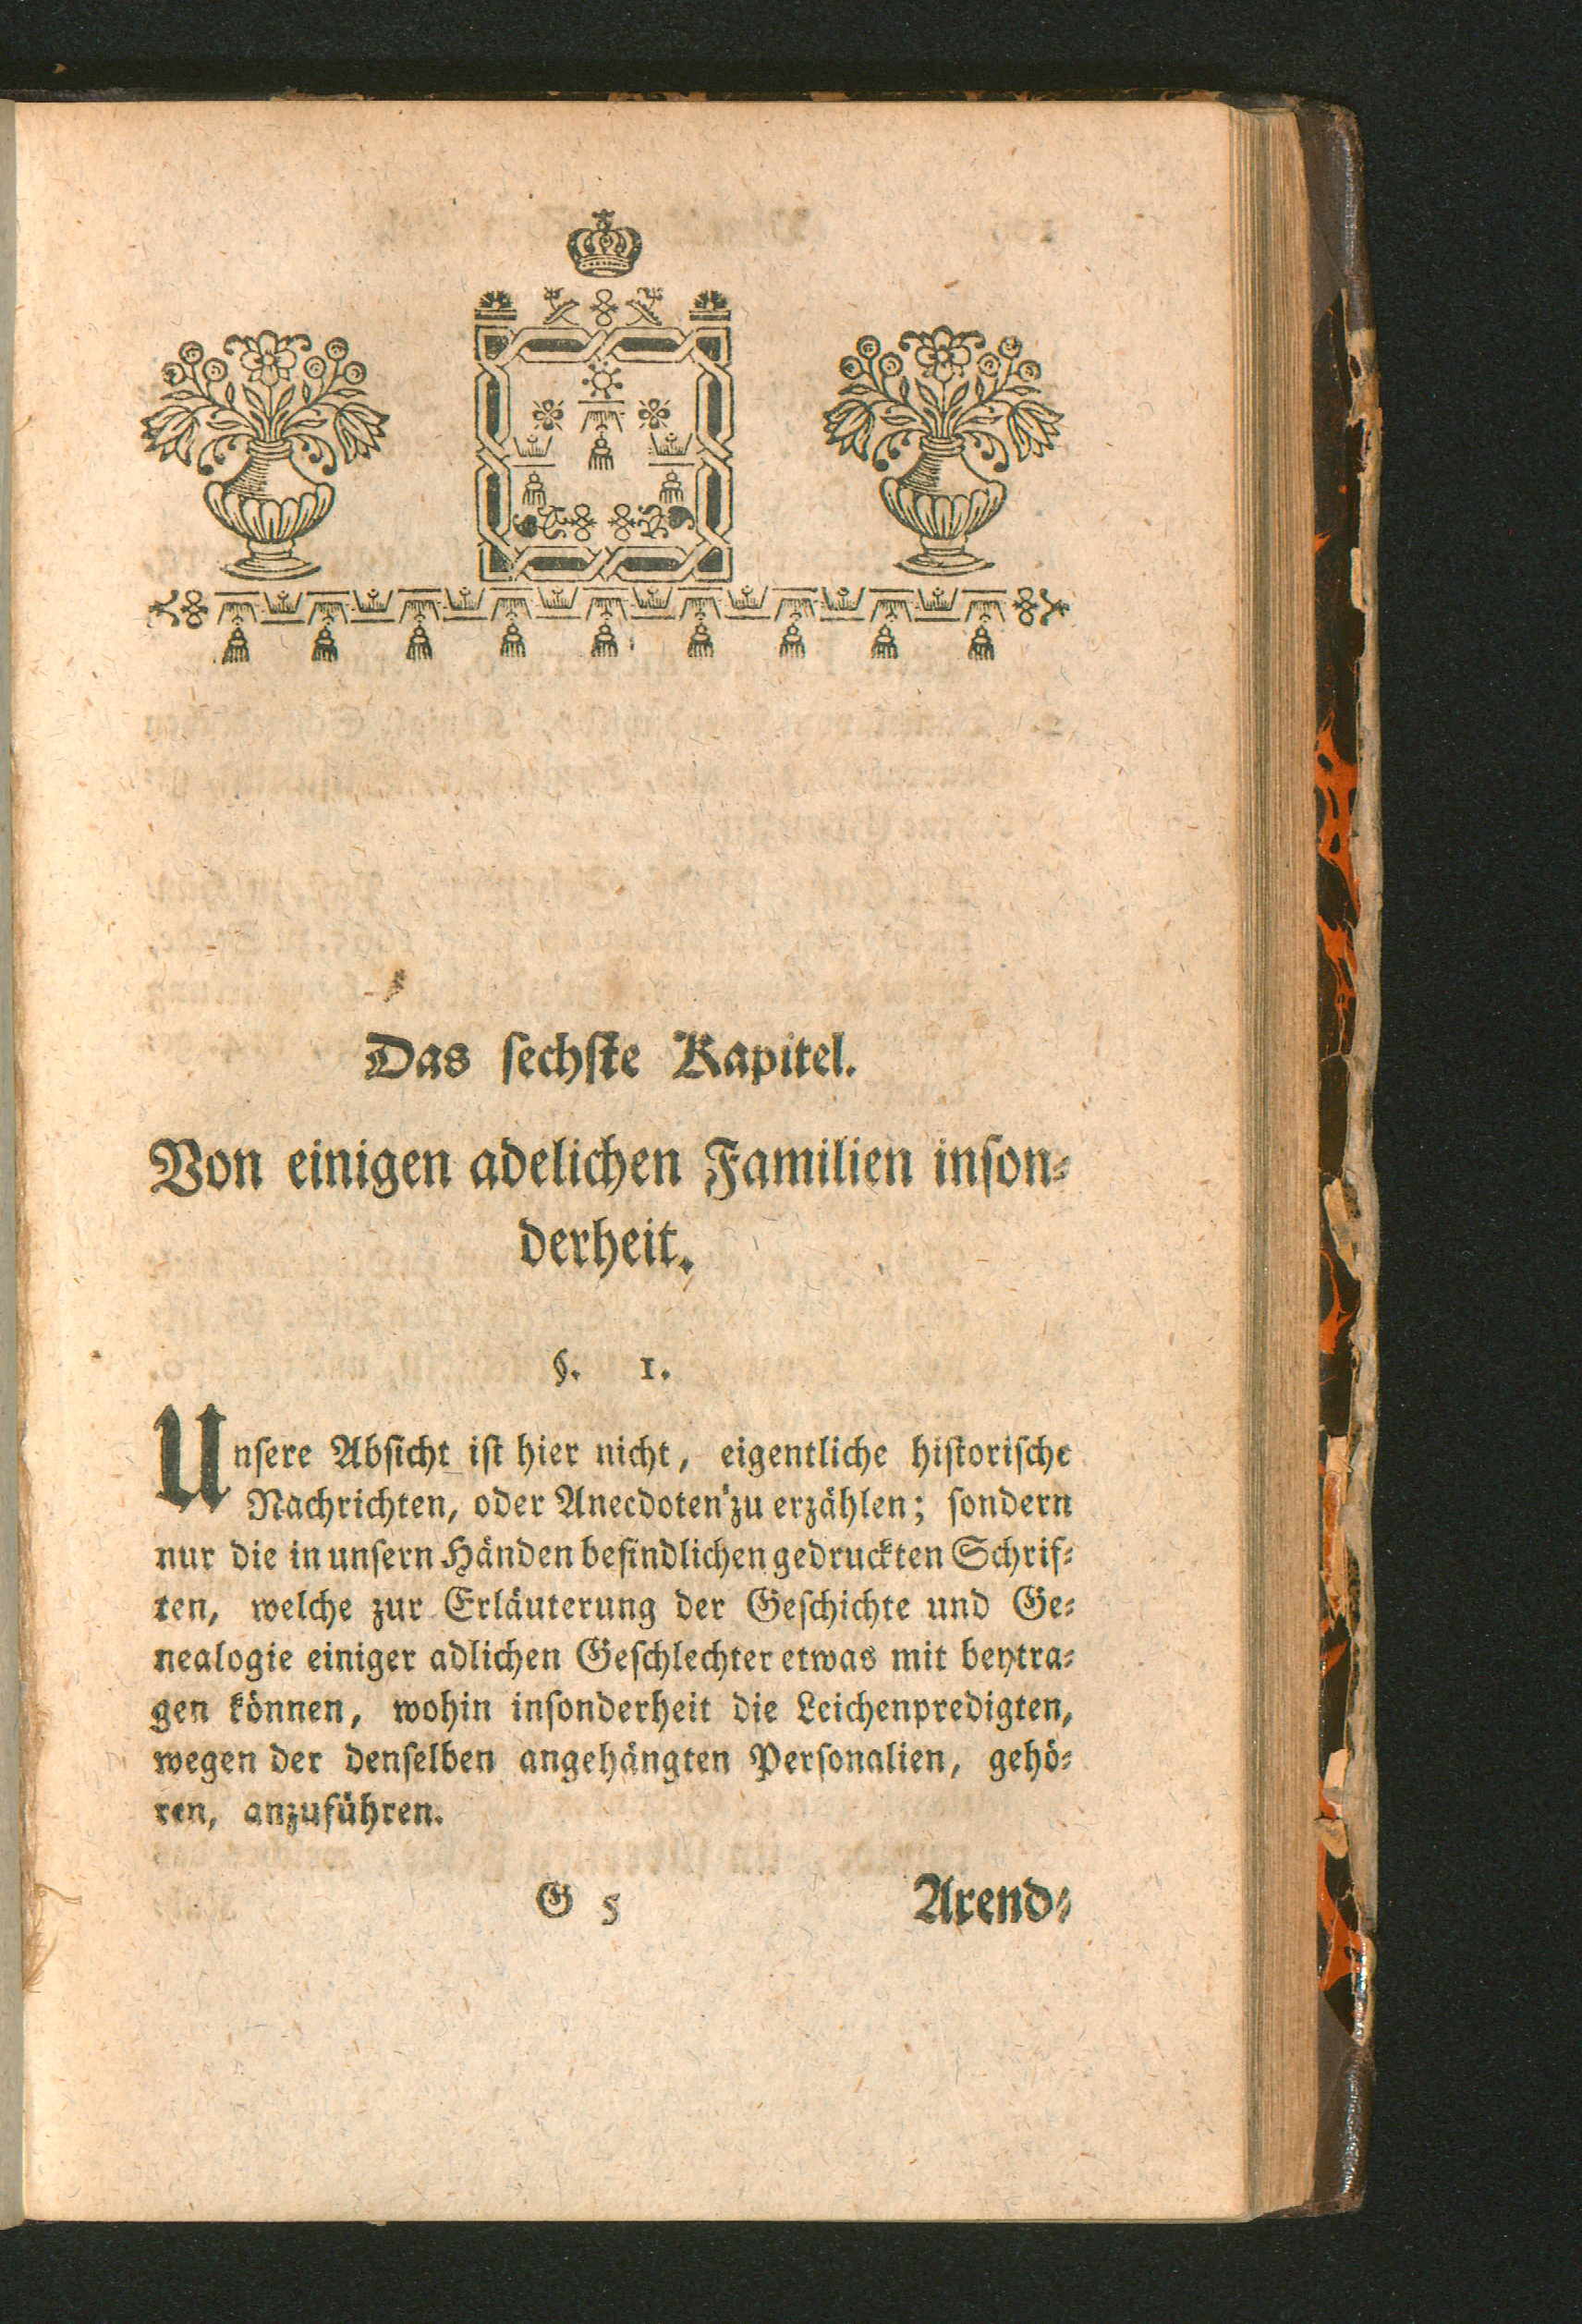 Das sechste Kapitel.
Von einigen adelichen Familien inson⸗
derheit.
§. 1.
Unsere Absicht ist hier nicht, eigentliche historische
Nachrichten, oder Anecdoten zu erzählen; sondern
nur die in unsern Händen befindlichen gedruckten Schrif⸗
ten, welche zur Erläuterung der Geschichte und Ge⸗
nealogie einiger adlichen Geschlechter etwas mit beytra⸗
gen können, wohin insonderheit die Leichenpredigten,
wegen der denselben angehängten Personalien, gehö⸗
ren, anzuführen.
G 5 Arend⸗